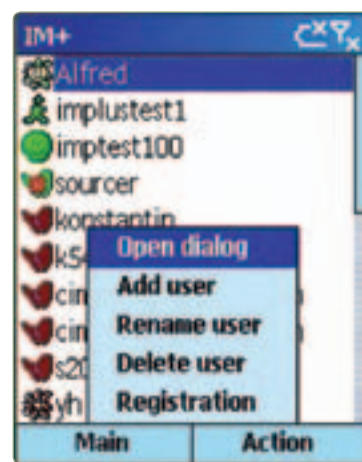 IM+
Alfred
implustest1
imptest100
sourcer
konstantin
Open dialog
Add user
Rename user
Delete user
Registration
yh
Main Action